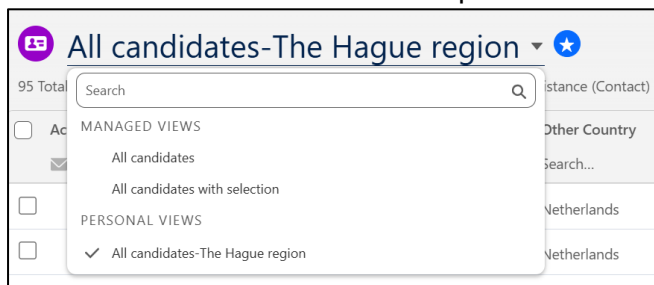 All candidates-The Hague region
95 Total
Search
istance (Contact)
Ac
MANAGED VIEWS
Other Country
All candidates
Search...
All candidates with selection
Netherlands
PERSONAL VIEWS
All candidates-The Hague region
Netherlands